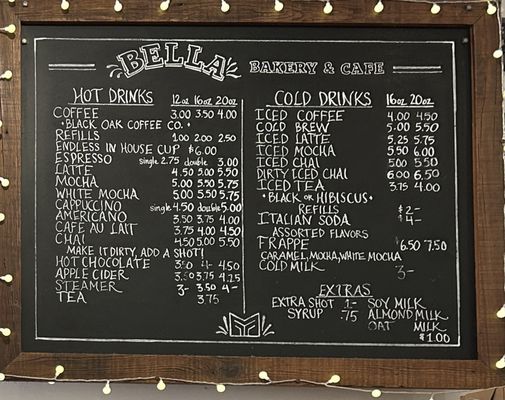 BELLA BAKERY & CAFE
HOT DRINKS 12oz 16oz 20oz
COFFEE 3.00 3.50 4.00
•BLACK OAK COFFEE CO.•
REFILLS 1.00 2.00 2.50
ENDLESS IN HOUSE CUP $6.00
ESPRESSO single 2.75 double 3.00
LATTE 4.50 5.00 5.50
MOCHA 5.00 5.50 5.75
WHITE MOCHA 5.00 5.50 5.75
CAPPUCCINO single 4.50 double 5.00
AMERICANO 3.50 3.75 4.00
CAFE AU LAIT 3.75 4.00 4.50
CHAI 4.50 5.00 5.50
MAKE IT DIRTY, ADD A SHOT!
HOT CHOCOLATE 4- 4.50
APPLE CIDER 3.75 4.25
STEAMER 3- 3.50 4-
TEA 3.75
COLD DRINKS 16oz 20oz
ICED COFFEE 4.00 4.50
COLD BREW 5.00 5.50
ICED LATTE 5.25 5.75
ICED MOCHA 5.50 6.00
ICED CHAI 5.00 5.50
DIRTY ICED CHAI 6.00 6.50
ICED TEA 3.75 4.00
•BLACK OR HIBISCUS•
REFILLS $2-
ITALIAN SODA $4-
ASSORTED FLAVORS
FRAPPE 6.50 7.50
CARAMEL, MOCHA, WHITE MOCHA
COLD MILK 3-
EXTRAS
EXTRA SHOT 1- SOY MILK
SYRUP .75 ALMOND MILK
OAT MILK
$1.00